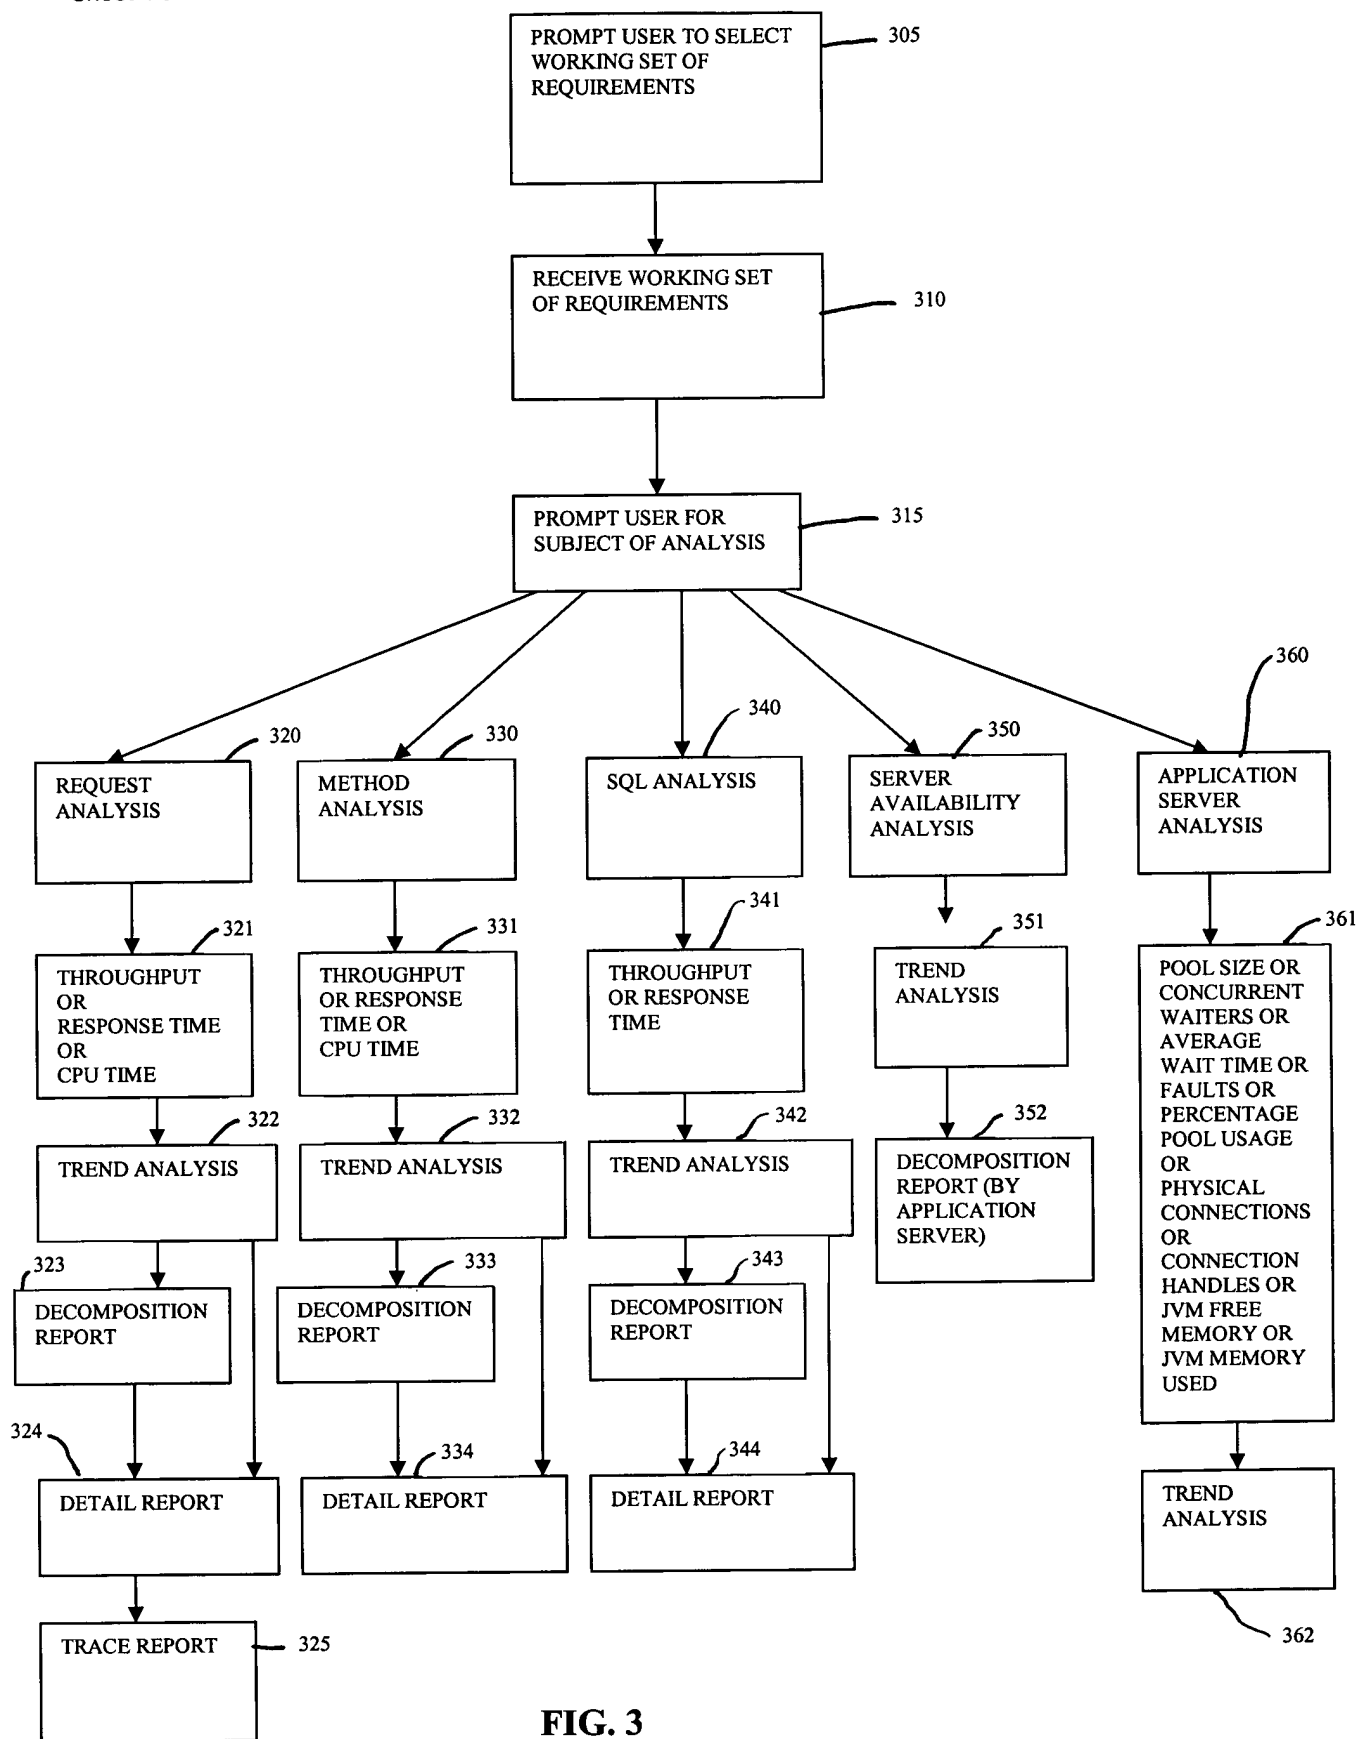 PROMPT USER TO SELECT
WORKING SET OF
REQUIREMENTS
305
RECEIVE WORKING SET
OF REQUIREMENTS
310
PROMPT USER FOR
SUBJECT OF ANALYSIS
315
320
REQUEST
ANALYSIS
330
METHOD
ANALYSIS
340
SQL ANALYSIS
350
SERVER
AVAILABILITY
ANALYSIS
360
APPLICATION
SERVER
ANALYSIS
321
THROUGHPUT
OR
RESPONSE TIME
OR
CPU TIME
331
THROUGHPUT
OR RESPONSE
TIME OR
CPU TIME
341
THROUGHPUT
OR RESPONSE
TIME
351
TREND
ANALYSIS
361
POOL SIZE OR
CONCURRENT
WAITERS OR
AVERAGE
WAIT TIME OR
FAULTS OR
PERCENTAGE
POOL USAGE
OR
PHYSICAL
CONNECTIONS
OR
CONNECTION
HANDLES OR
JVM FREE
MEMORY OR
JVM MEMORY
USED
322
TREND ANALYSIS
332
TREND ANALYSIS
342
TREND ANALYSIS
352
DECOMPOSITION
REPORT (BY
APPLICATION
SERVER)
323
DECOMPOSITION
REPORT
333
DECOMPOSITION
REPORT
343
DECOMPOSITION
REPORT
324
DETAIL REPORT
334
DETAIL REPORT
344
DETAIL REPORT
TREND
ANALYSIS
362
TRACE REPORT
325
FIG. 3